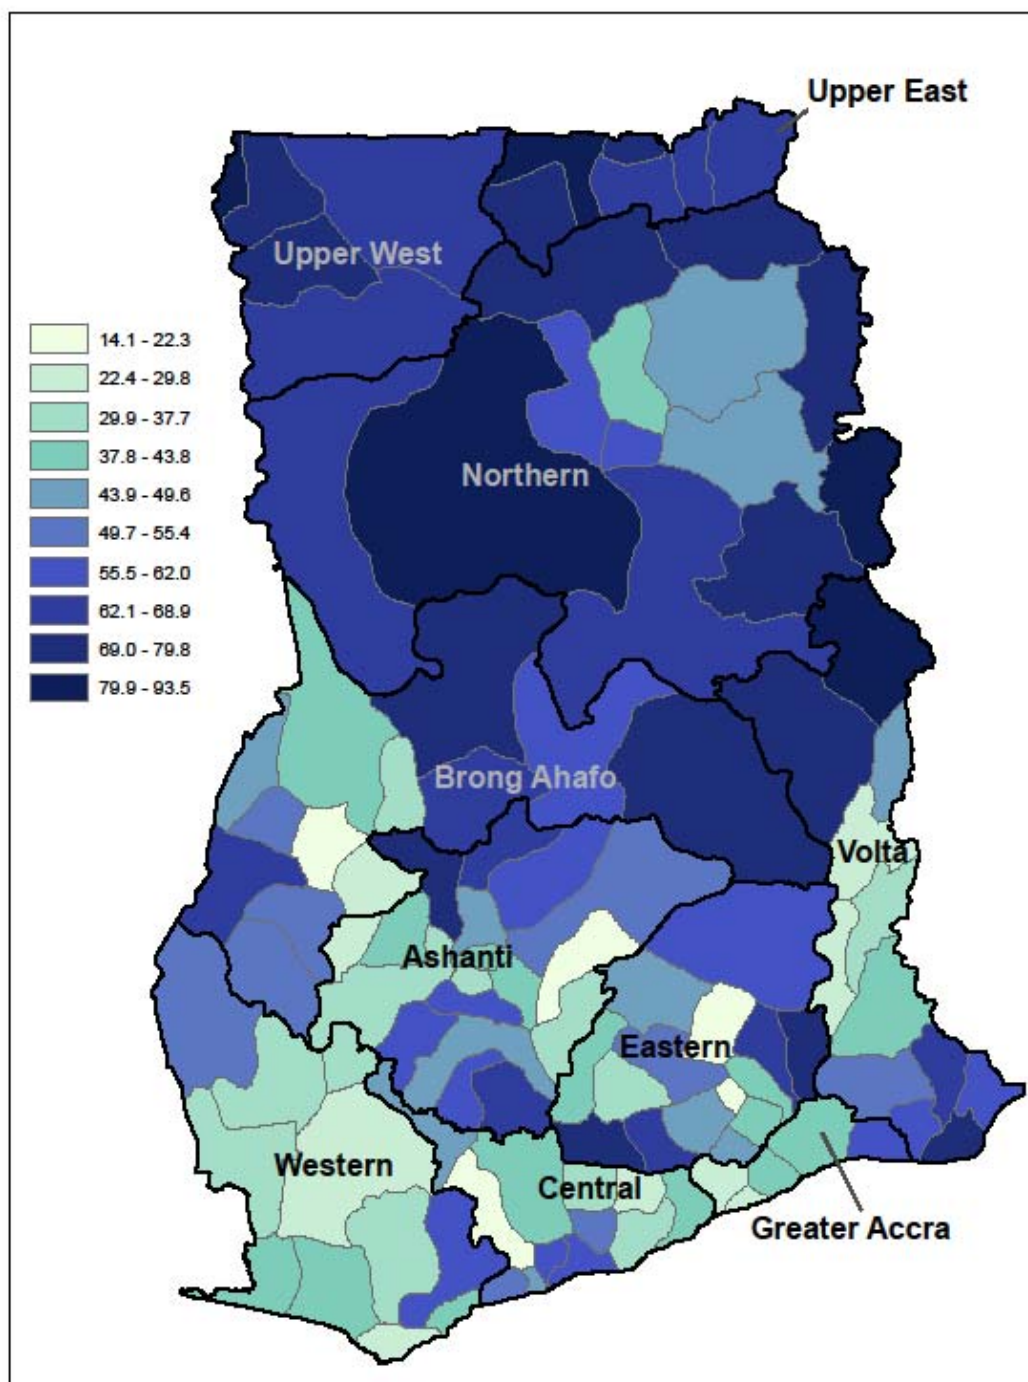 Upper East
Upper West
14.1 - 22.3
22.4 - 29.8
29.9 - 37.7
37.8 - 43.8
43.9 - 49.6
49.7 - 55.4
55.5 - 62.0
62.1 - 68.9
69.0 - 79.8
79.9 - 93.5
Northern
Brong Ahafo
Volta
Ashanti
Eastern
Western
Central
Greater Accra